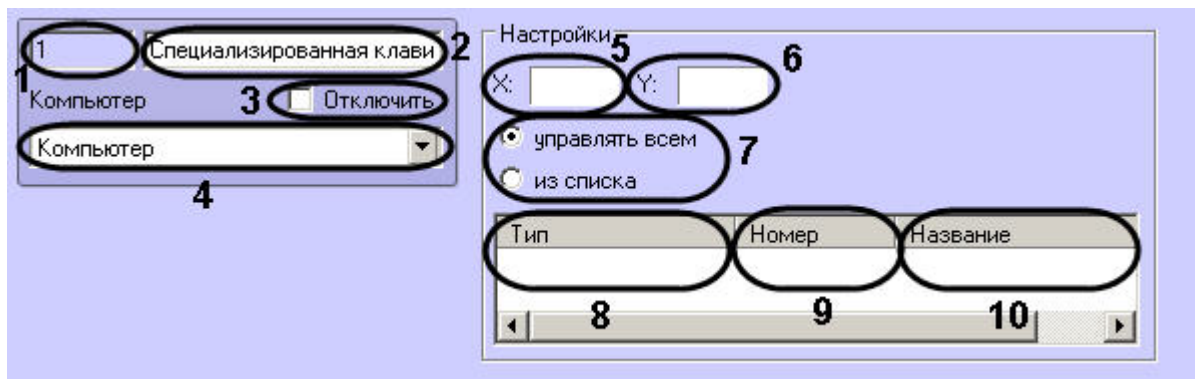 1 Специализированная клави 2
1
Компьютер 3 Отключить
Компьютер
4
Настройки
5 6
X: Y:
управлять всем
7
из списка
Тип Номер Название
8 9 10